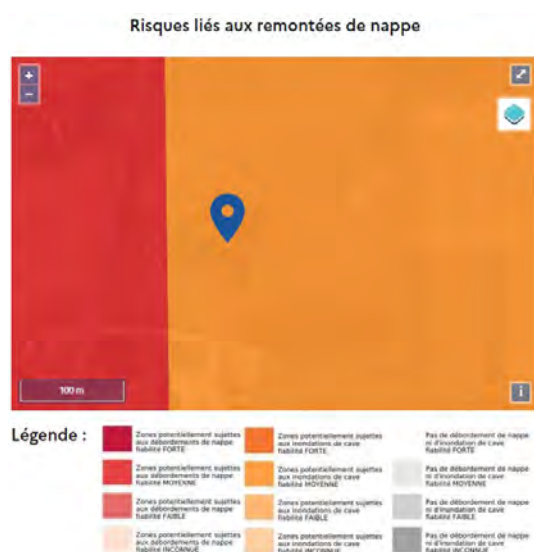 Risques liés aux remontées de nappe
+
−
100 m
i
Légende :
Zones potentiellement sujettes
aux débordements de nappe
fiabilité FORTE
Zones potentiellement sujettes
aux inondations de cave
fiabilité FORTE
Pas de débordement de nappe
ni d'inondation de cave
fiabilité FORTE
Zones potentiellement sujettes
aux débordements de nappe
fiabilité MOYENNE
Zones potentiellement sujettes
aux inondations de cave
fiabilité MOYENNE
Pas de débordement de nappe
ni d'inondation de cave
fiabilité MOYENNE
Zones potentiellement sujettes
aux débordements de nappe
fiabilité FAIBLE
Zones potentiellement sujettes
aux inondations de cave
fiabilité FAIBLE
Pas de débordement de nappe
ni d'inondation de cave
fiabilité FAIBLE
Zones potentiellement sujettes
aux débordements de nappe
fiabilité INCONNUE
Zones potentiellement sujettes
aux inondations de cave
fiabilité INCONNUE
Pas de débordement de nappe
ni d'inondation de cave
fiabilité INCONNUE